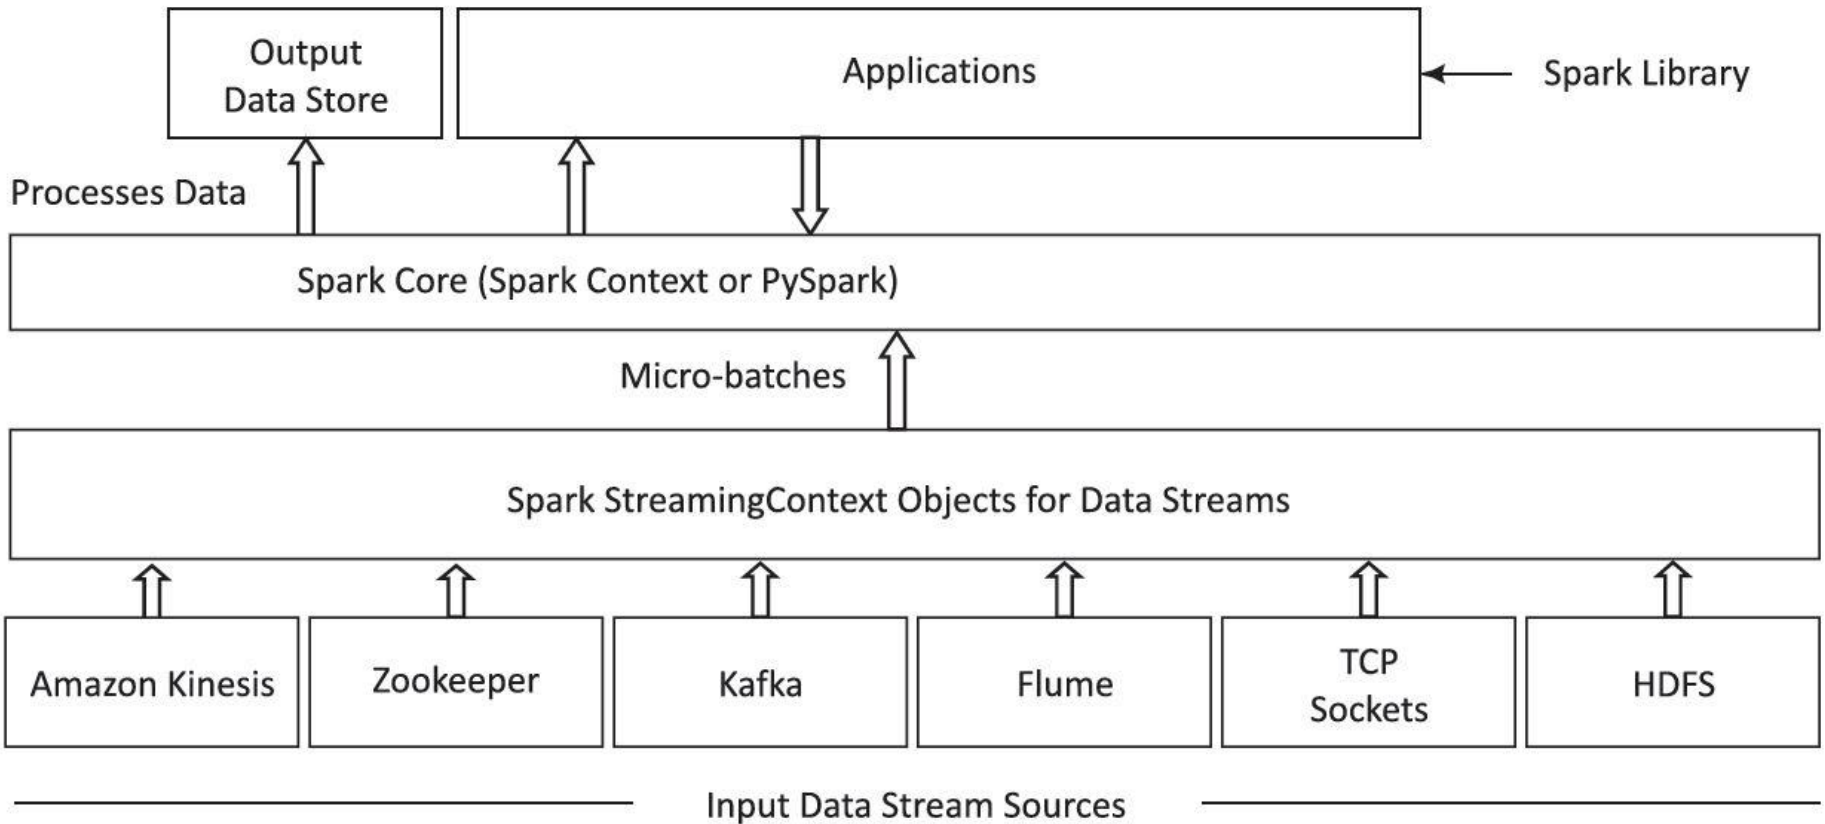 Output
Data Store
Applications
Spark Library
Processes Data
Spark Core (Spark Context or PySpark)
Micro-batches
Spark StreamingContext Objects for Data Streams
Amazon Kinesis
Zookeeper
Kafka
Flume
TCP
Sockets
HDFS
Input Data Stream Sources